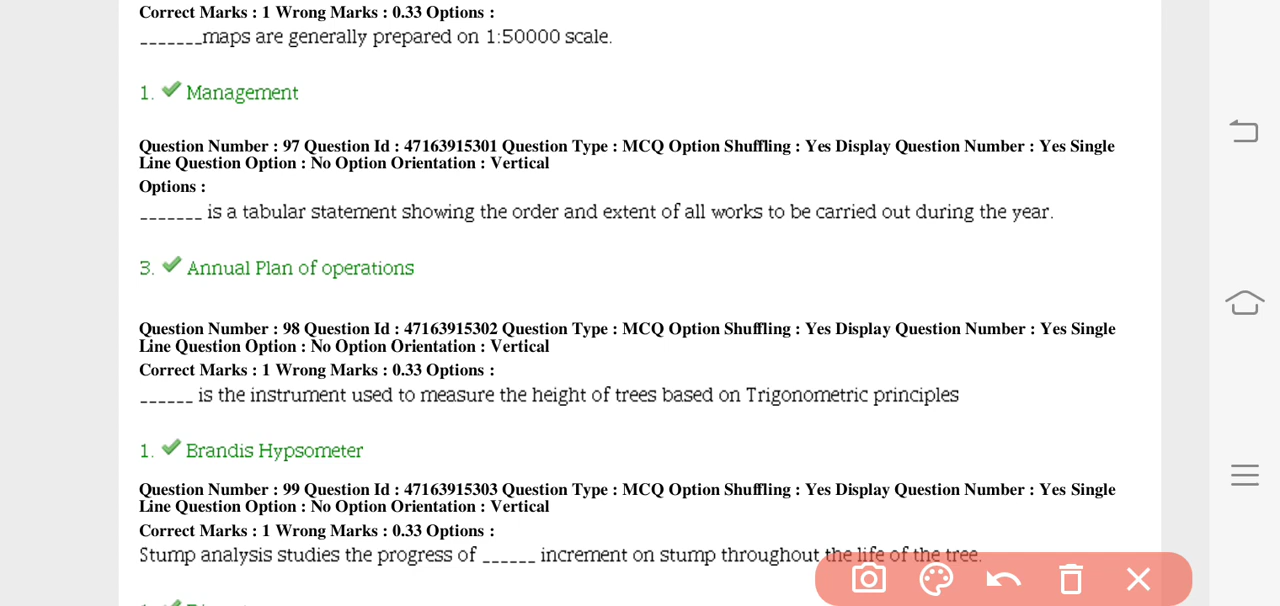 Correct Marks : 1 Wrong Marks : 0.33 Options :
_______maps are generally prepared on 1:50000 scale.
1. ✔ Management
Question Number : 97 Question Id : 47163915301 Question Type : MCQ Option Shuffling : Yes Display Question Number : Yes Single
Line Question Option : No Option Orientation : Vertical
Options :
_______ is a tabular statement showing the order and extent of all works to be carried out during the year.
3. ✔ Annual Plan of operations
Question Number : 98 Question Id : 47163915302 Question Type : MCQ Option Shuffling : Yes Display Question Number : Yes Single
Line Question Option : No Option Orientation : Vertical
Correct Marks : 1 Wrong Marks : 0.33 Options :
______ is the instrument used to measure the height of trees based on Trigonometric principles
1. ✔ Brandis Hypsometer
Question Number : 99 Question Id : 47163915303 Question Type : MCQ Option Shuffling : Yes Display Question Number : Yes Single
Line Question Option : No Option Orientation : Vertical
Correct Marks : 1 Wrong Marks : 0.33 Options :
Stump analysis studies the progress of ______ increment on stump throughout the life of the tree.